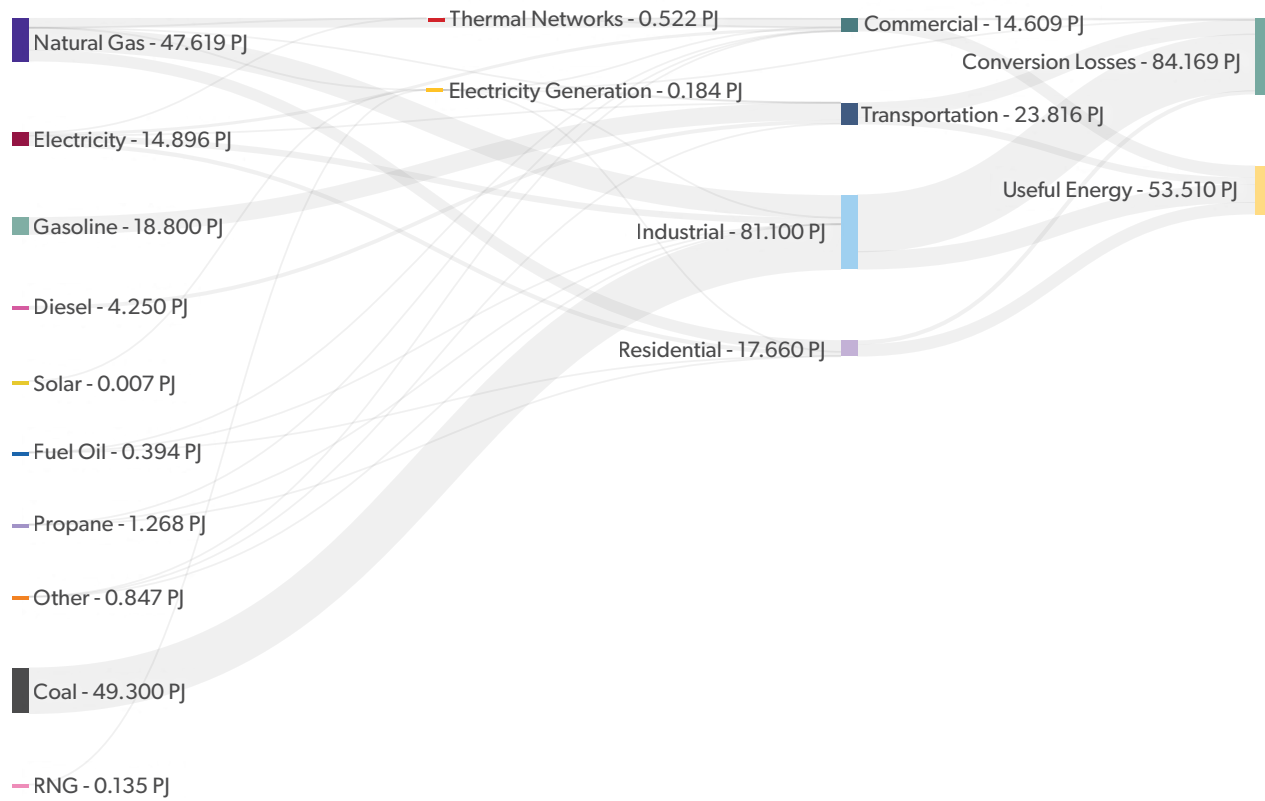 Thermal Networks - 0.522 PJ
Commercial - 14.609 PJ
Natural Gas - 47.619 PJ
Conversion Losses - 84.169 PJ
Electricity Generation - 0.184 PJ
Transportation - 23.816 PJ
Electricity - 14.896 PJ
Useful Energy - 53.510 PJ
Gasoline - 18.800 PJ
Industrial - 81.100 PJ
Diesel - 4.250 PJ
Residential - 17.660 PJ
Solar - 0.007 PJ
Fuel Oil - 0.394 PJ
Propane - 1.268 PJ
Other - 0.847 PJ
Coal - 49.300 PJ
RNG - 0.135 PJ